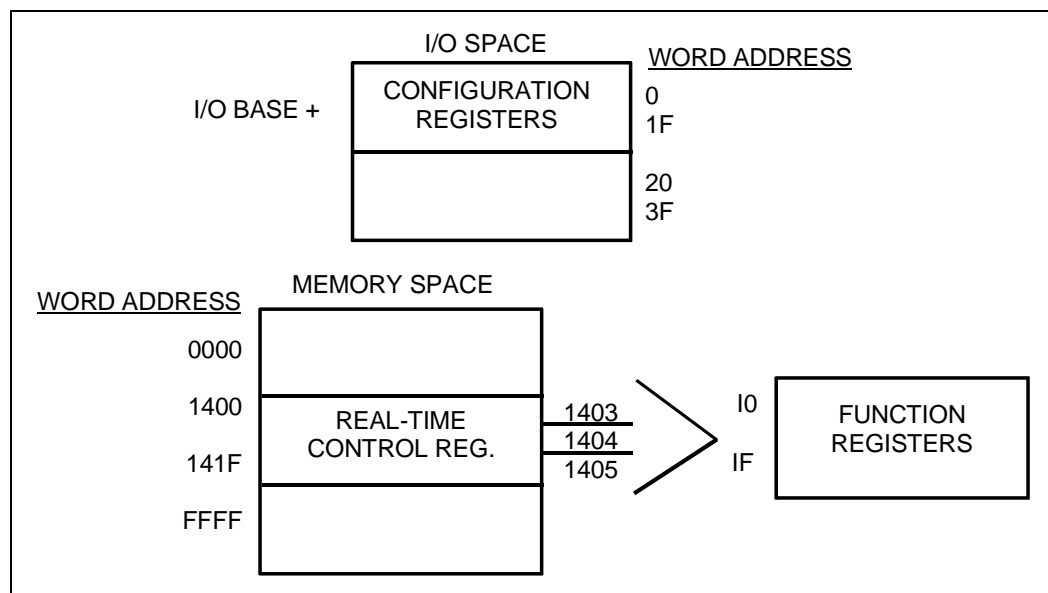 I/O SPACE
WORD ADDRESS
I/O BASE +
CONFIGURATION
REGISTERS
0
1F
20
3F
MEMORY SPACE
WORD ADDRESS
0000
1400
141F
FFFF
REAL-TIME
CONTROL REG.
1403
1404
1405
I0
IF
FUNCTION
REGISTERS